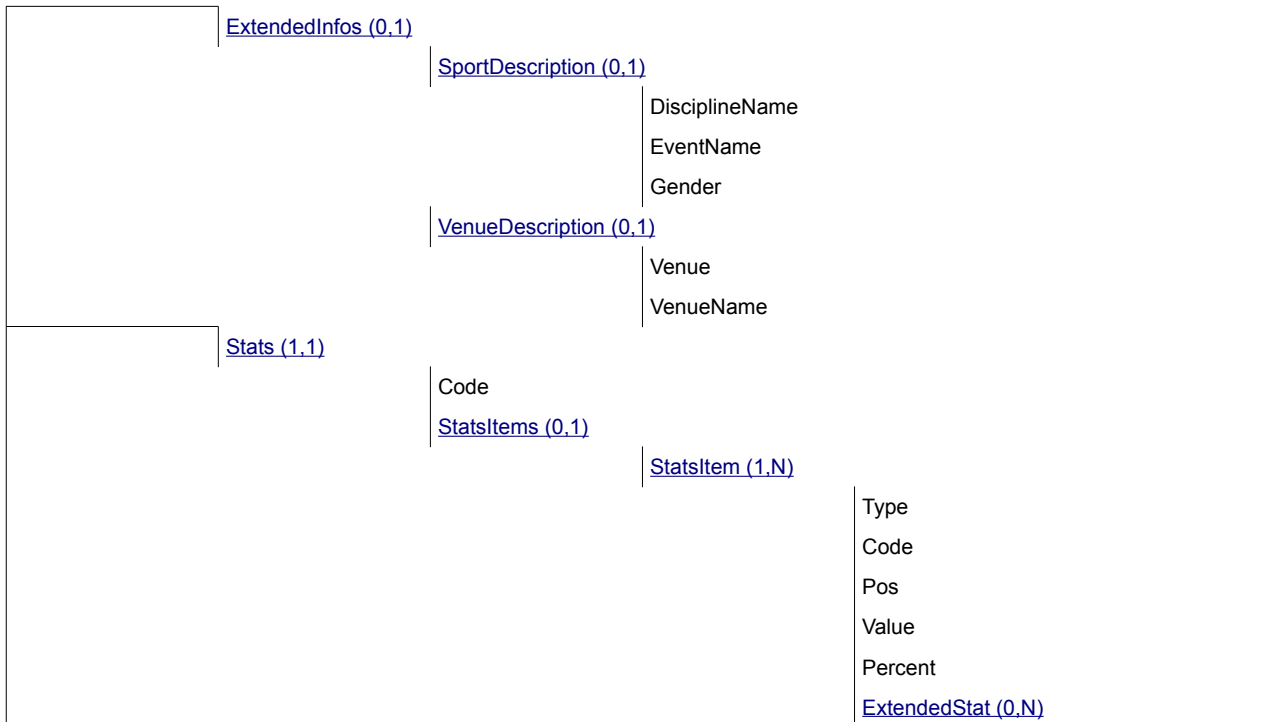 ExtendedInfos (0,1)
SportDescription (0,1)
DisciplineName
EventName
Gender
VenueDescription (0,1)
Venue
VenueName
Stats (1,1)
Code
StatsItems (0,1)
StatsItem (1,N)
Type
Code
Pos
Value
Percent
ExtendedStat (0,N)